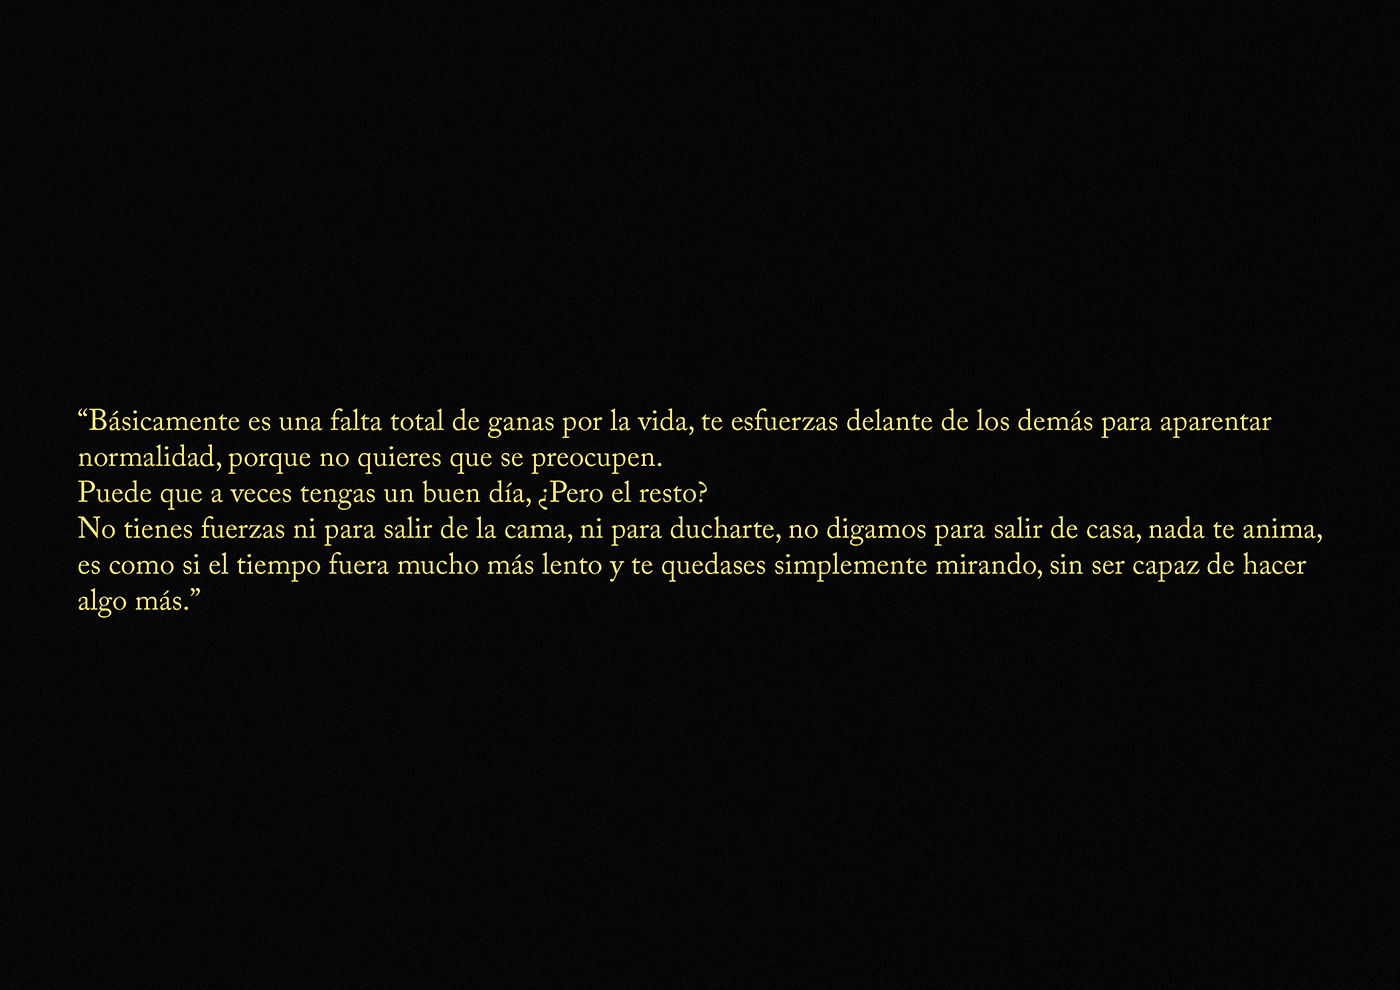 “Básicamente es una falta total de ganas por la vida, te esfuerzas delante de los demás para aparentar
normalidad, porque no quieres que se preocupen.
Puede que a veces tengas un buen día, ¿Pero el resto?
No tienes fuerzas ni para salir de la cama, ni para ducharte, no digamos para salir de casa, nada te anima,
es como si el tiempo fuera mucho más lento y te quedases simplemente mirando, sin ser capaz de hacer
algo más.”